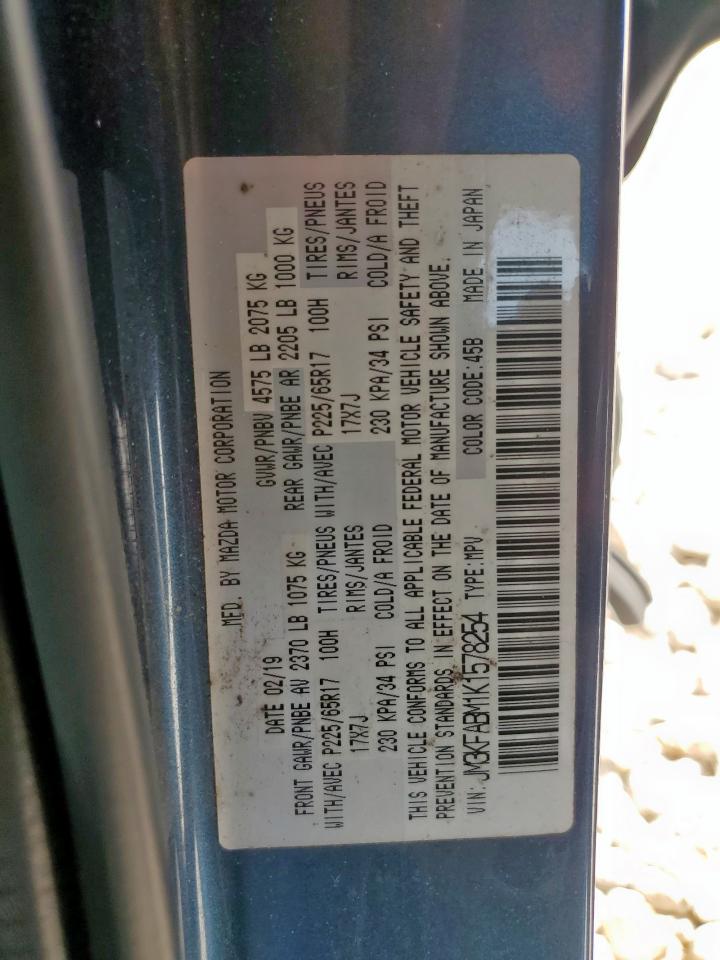 MFD. BY MAZDA MOTOR CORPORATION
DATE 02/19 GVWR/PNBV 4575 LB 2075 KG
FRONT GAWR/PNBE AV 2370 LB 1075 KG REAR GAWR/PNBE AR 2205 LB 1000 KG
WITH/AVEC P225/65R17 100H TIRES/PNEUS WITH/AVEC P225/65R17 100H TIRES/PNEUS
17X7J RIMS/JANTES 17X7J RIMS/JANTES
230 KPA/34 PSI COLD/A FROID 230 KPA/34 PSI COLD/A FROID
THIS VEHICLE CONFORMS TO ALL APPLICABLE FEDERAL MOTOR VEHICLE SAFETY AND THEFT
PREVENTION STANDARDS IN EFFECT ON THE DATE OF MANUFACTURE SHOWN ABOVE.
VIN: JM3KFABM1K1578254 TYPE:MPV COLOR CODE:45B MADE IN JAPAN